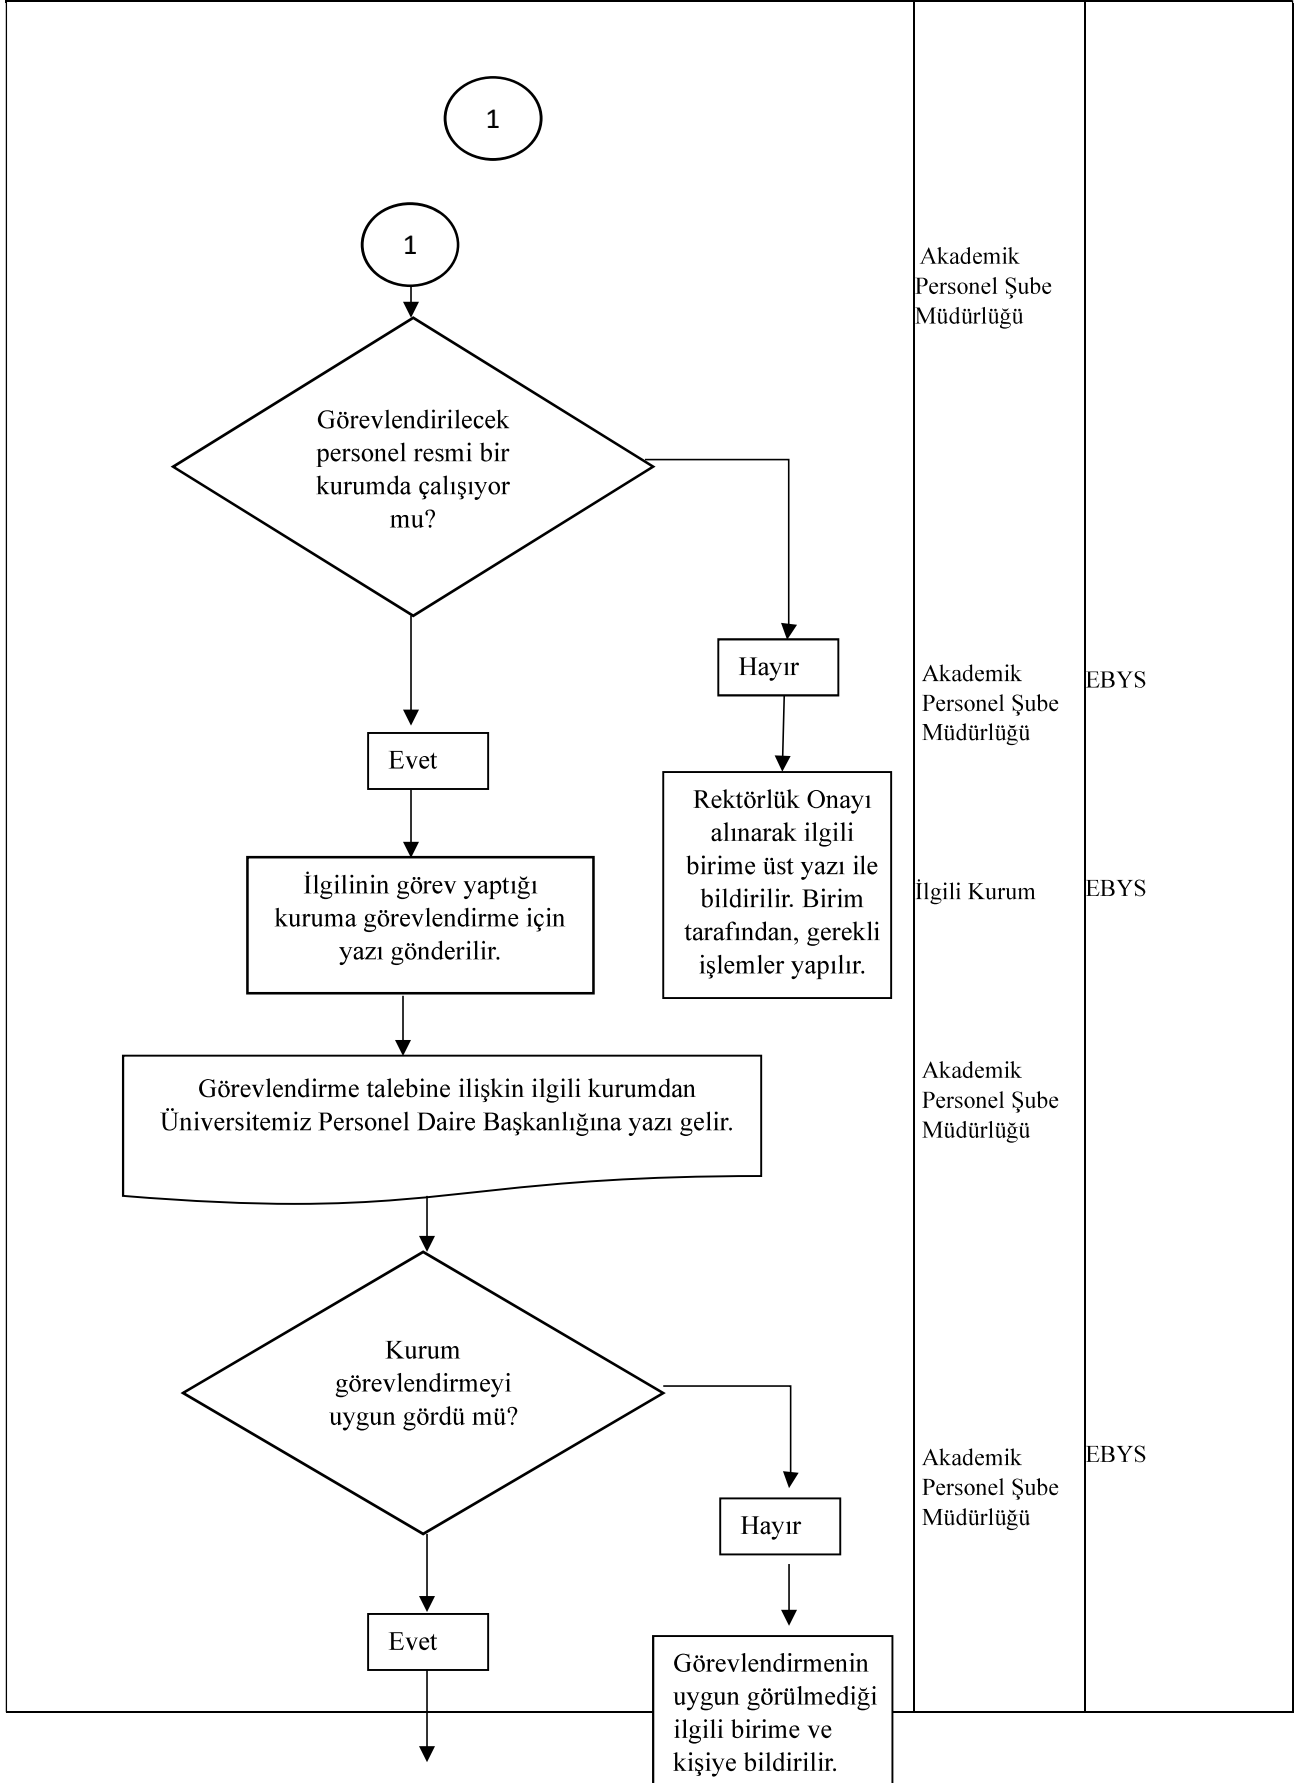 1
1
Akademik
Personel Şube
Müdürlüğü
Görevlendirilecek
personel resmi bir
kurumda çalışıyor
mu?
Hayır
Akademik
Personel Şube
Müdürlüğü
EBYS
Evet
Rektörlük Onayı
alınarak ilgili
birime üst yazı ile
bildirilir. Birim
tarafından, gerekli
işlemler yapılır.
İlgilinin görev yaptığı
kuruma görevlendirme için
yazı gönderilir.
İlgili Kurum
EBYS
Görevlendirme talebine ilişkin ilgili kurumdan
Üniversitemiz Personel Daire Başkanlığına yazı gelir.
Akademik
Personel Şube
Müdürlüğü
Kurum
görevlendirmeyi
uygun gördü mü?
Akademik
Personel Şube
Müdürlüğü
EBYS
Hayır
Evet
Görevlendirmenin
uygun görülmediği
ilgili birime ve
kişiye bildirilir.